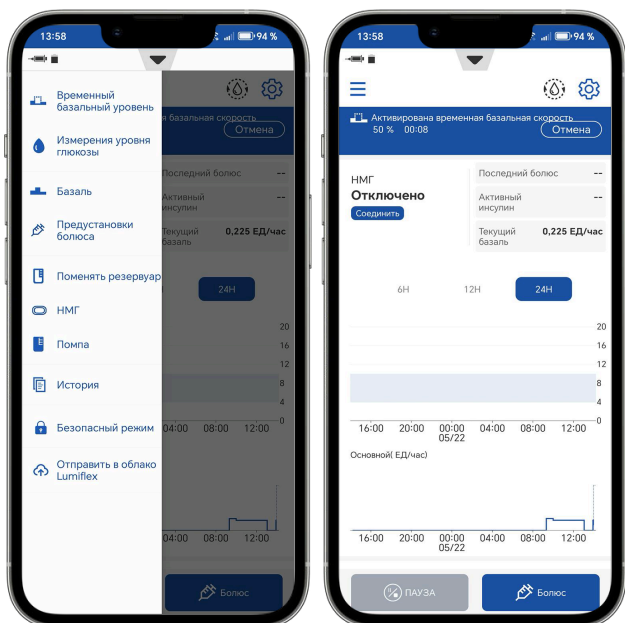 13:58
94 %
Временный
базальный уровень
Измерения уровня
глюкозы
Базаль
Предустановки
болюса
Поменять резервуар
НМГ
Помпа
История
Безопасный режим
Отправить в облако
Lumiflex
я базальная скорость
Отмена
Последний болюс --
Активный
инсулин --
Текущий
базаль 0,225 ЕД/час
24H
20
16
12
8
4
0
04:00 08:00 12:00
04:00 08:00 12:00
Болюс
13:58
94 %
Активирована временная базальная скорость
50 % 00:08
Отмена
НМГ
Отключено
Соединить
Последний болюс --
Активный
инсулин --
Текущий
базаль 0,225 ЕД/час
6H 12H 24H
20
16
12
8
4
0
16:00 20:00 00:00 04:00 08:00 12:00
05/22
Основной( ЕД/час)
16:00 20:00 00:00 04:00 08:00 12:00
05/22
ПАУЗА
Болюс